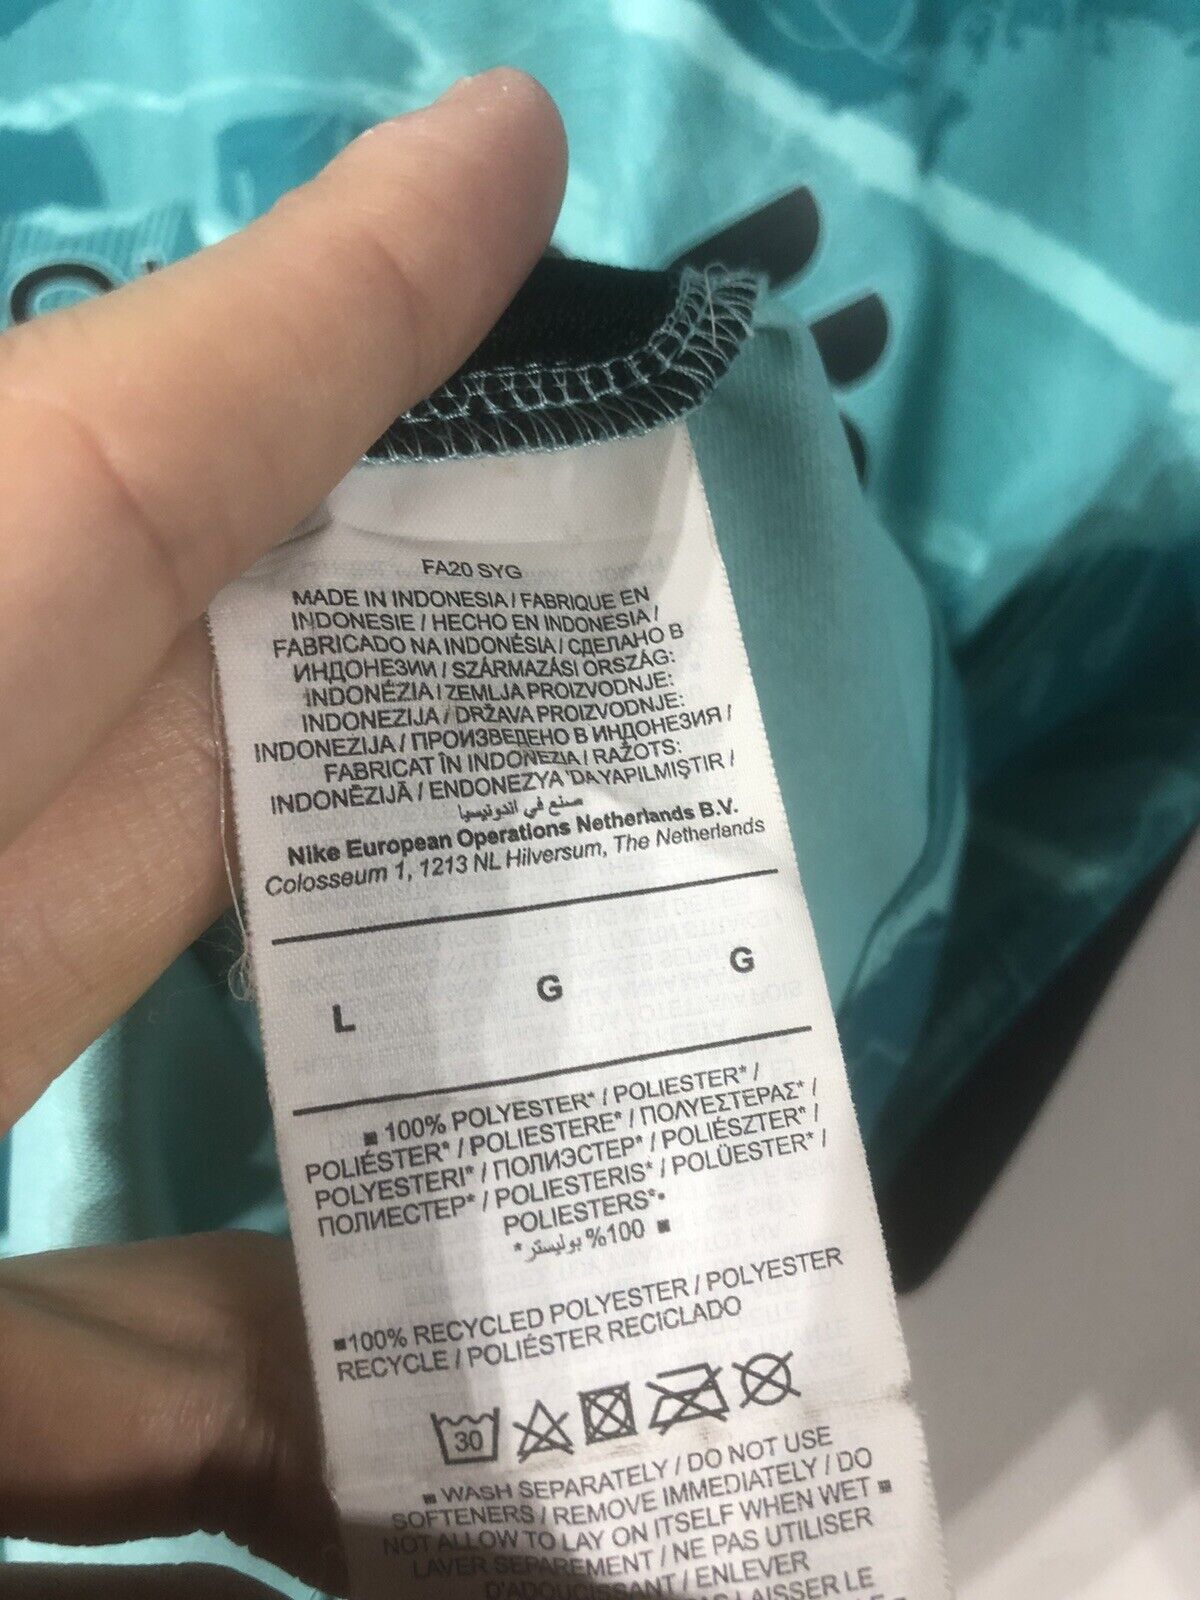 FA20 SYG
MADE IN INDONESIA / FABRIQUE EN
INDONESIE / HECHO EN INDONESIA /
FABRICADO NA INDONÉSIA / СДЕЛАНО В
ИНДОНЕЗИИ / SZÁRMAZÁSI ORSZÁG:
INDONÉZIA / ZEMLJA PROIZVODNJE:
INDONEZIJA / DRŽAVA PROIZVODNJE:
INDONEZIJA / ПРОИЗВЕДЕНО В ИНДОНЕЗИЯ /
FABRICAT ÎN INDONEZIA / RAŽOTS:
INDONĒZIJĀ / ENDONEZYA 'DA YAPILMIŞTIR /
صنع في اندونيسيا
Nike European Operations Netherlands B.V.
Colosseum 1, 1213 NL Hilversum, The Netherlands
L G G
■ 100% POLYESTER* / POLIESTER* /
POLIÉSTER* / POLIESTERE* / ΠΟΛΥΕΣΤΕΡΑΣ* /
POLYESTERI* / ПОЛИЭСТЕР* / POLIÉSZTER* /
ПОЛИЕСТЕР* / POLIESTERIS* / POLÜESTER* /
POLIESTERS*▪
■ 100% بوليستر*
■100% RECYCLED POLYESTER / POLYESTER
RECYCLE / POLIÉSTER RECICLADO
30
■ WASH SEPARATELY / DO NOT USE
SOFTENERS / REMOVE IMMEDIATELY / DO
NOT ALLOW TO LAY ON ITSELF WHEN WET ■
LAVER SEPAREMENT / NE PAS UTILISER
D'ADOUCISSANT / ENLEVER
LAISSER LE